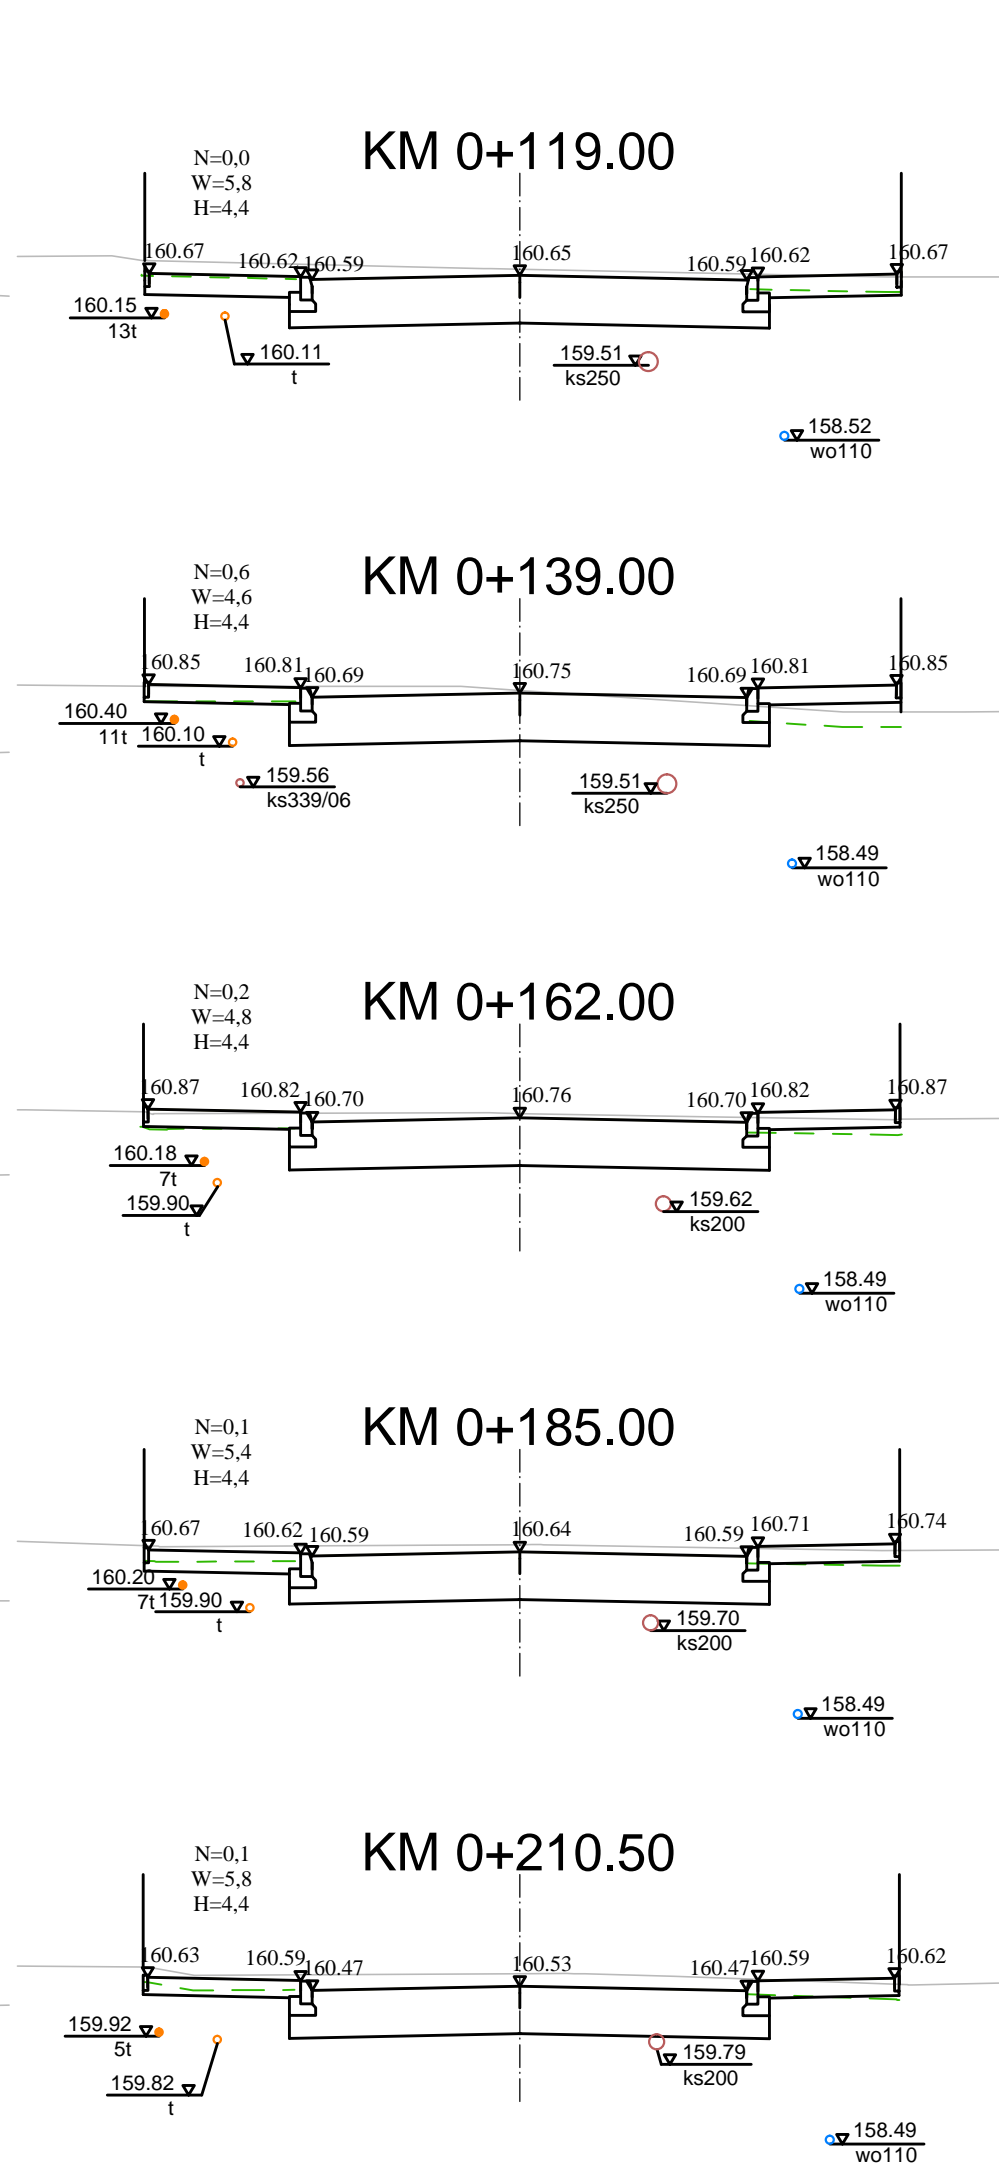 KM 0+119.00
N=0,0
W=5,8
H=4,4
160.67 160.62 160.59 160.65 160.59 160.62 160.67
160.15
13t
160.11
t
159.51
ks250
158.52
wo110
KM 0+139.00
N=0,6
W=4,6
H=4,4
160.85 160.81 160.69 160.75 160.69 160.81 160.85
160.40
11t
160.10
t
159.56
ks339/06
159.51
ks250
158.49
wo110
KM 0+162.00
N=0,2
W=4,8
H=4,4
160.87 160.82 160.70 160.76 160.70 160.82 160.87
160.18
7t
159.90
t
159.62
ks200
158.49
wo110
KM 0+185.00
N=0,1
W=5,4
H=4,4
160.67 160.62 160.59 160.64 160.59 160.71 160.74
160.20
7t
159.90
t
159.70
ks200
158.49
wo110
KM 0+210.50
N=0,1
W=5,8
H=4,4
160.63 160.59 160.47 160.53 160.47 160.59 160.62
159.92
5t
159.82
t
159.79
ks200
158.49
wo110